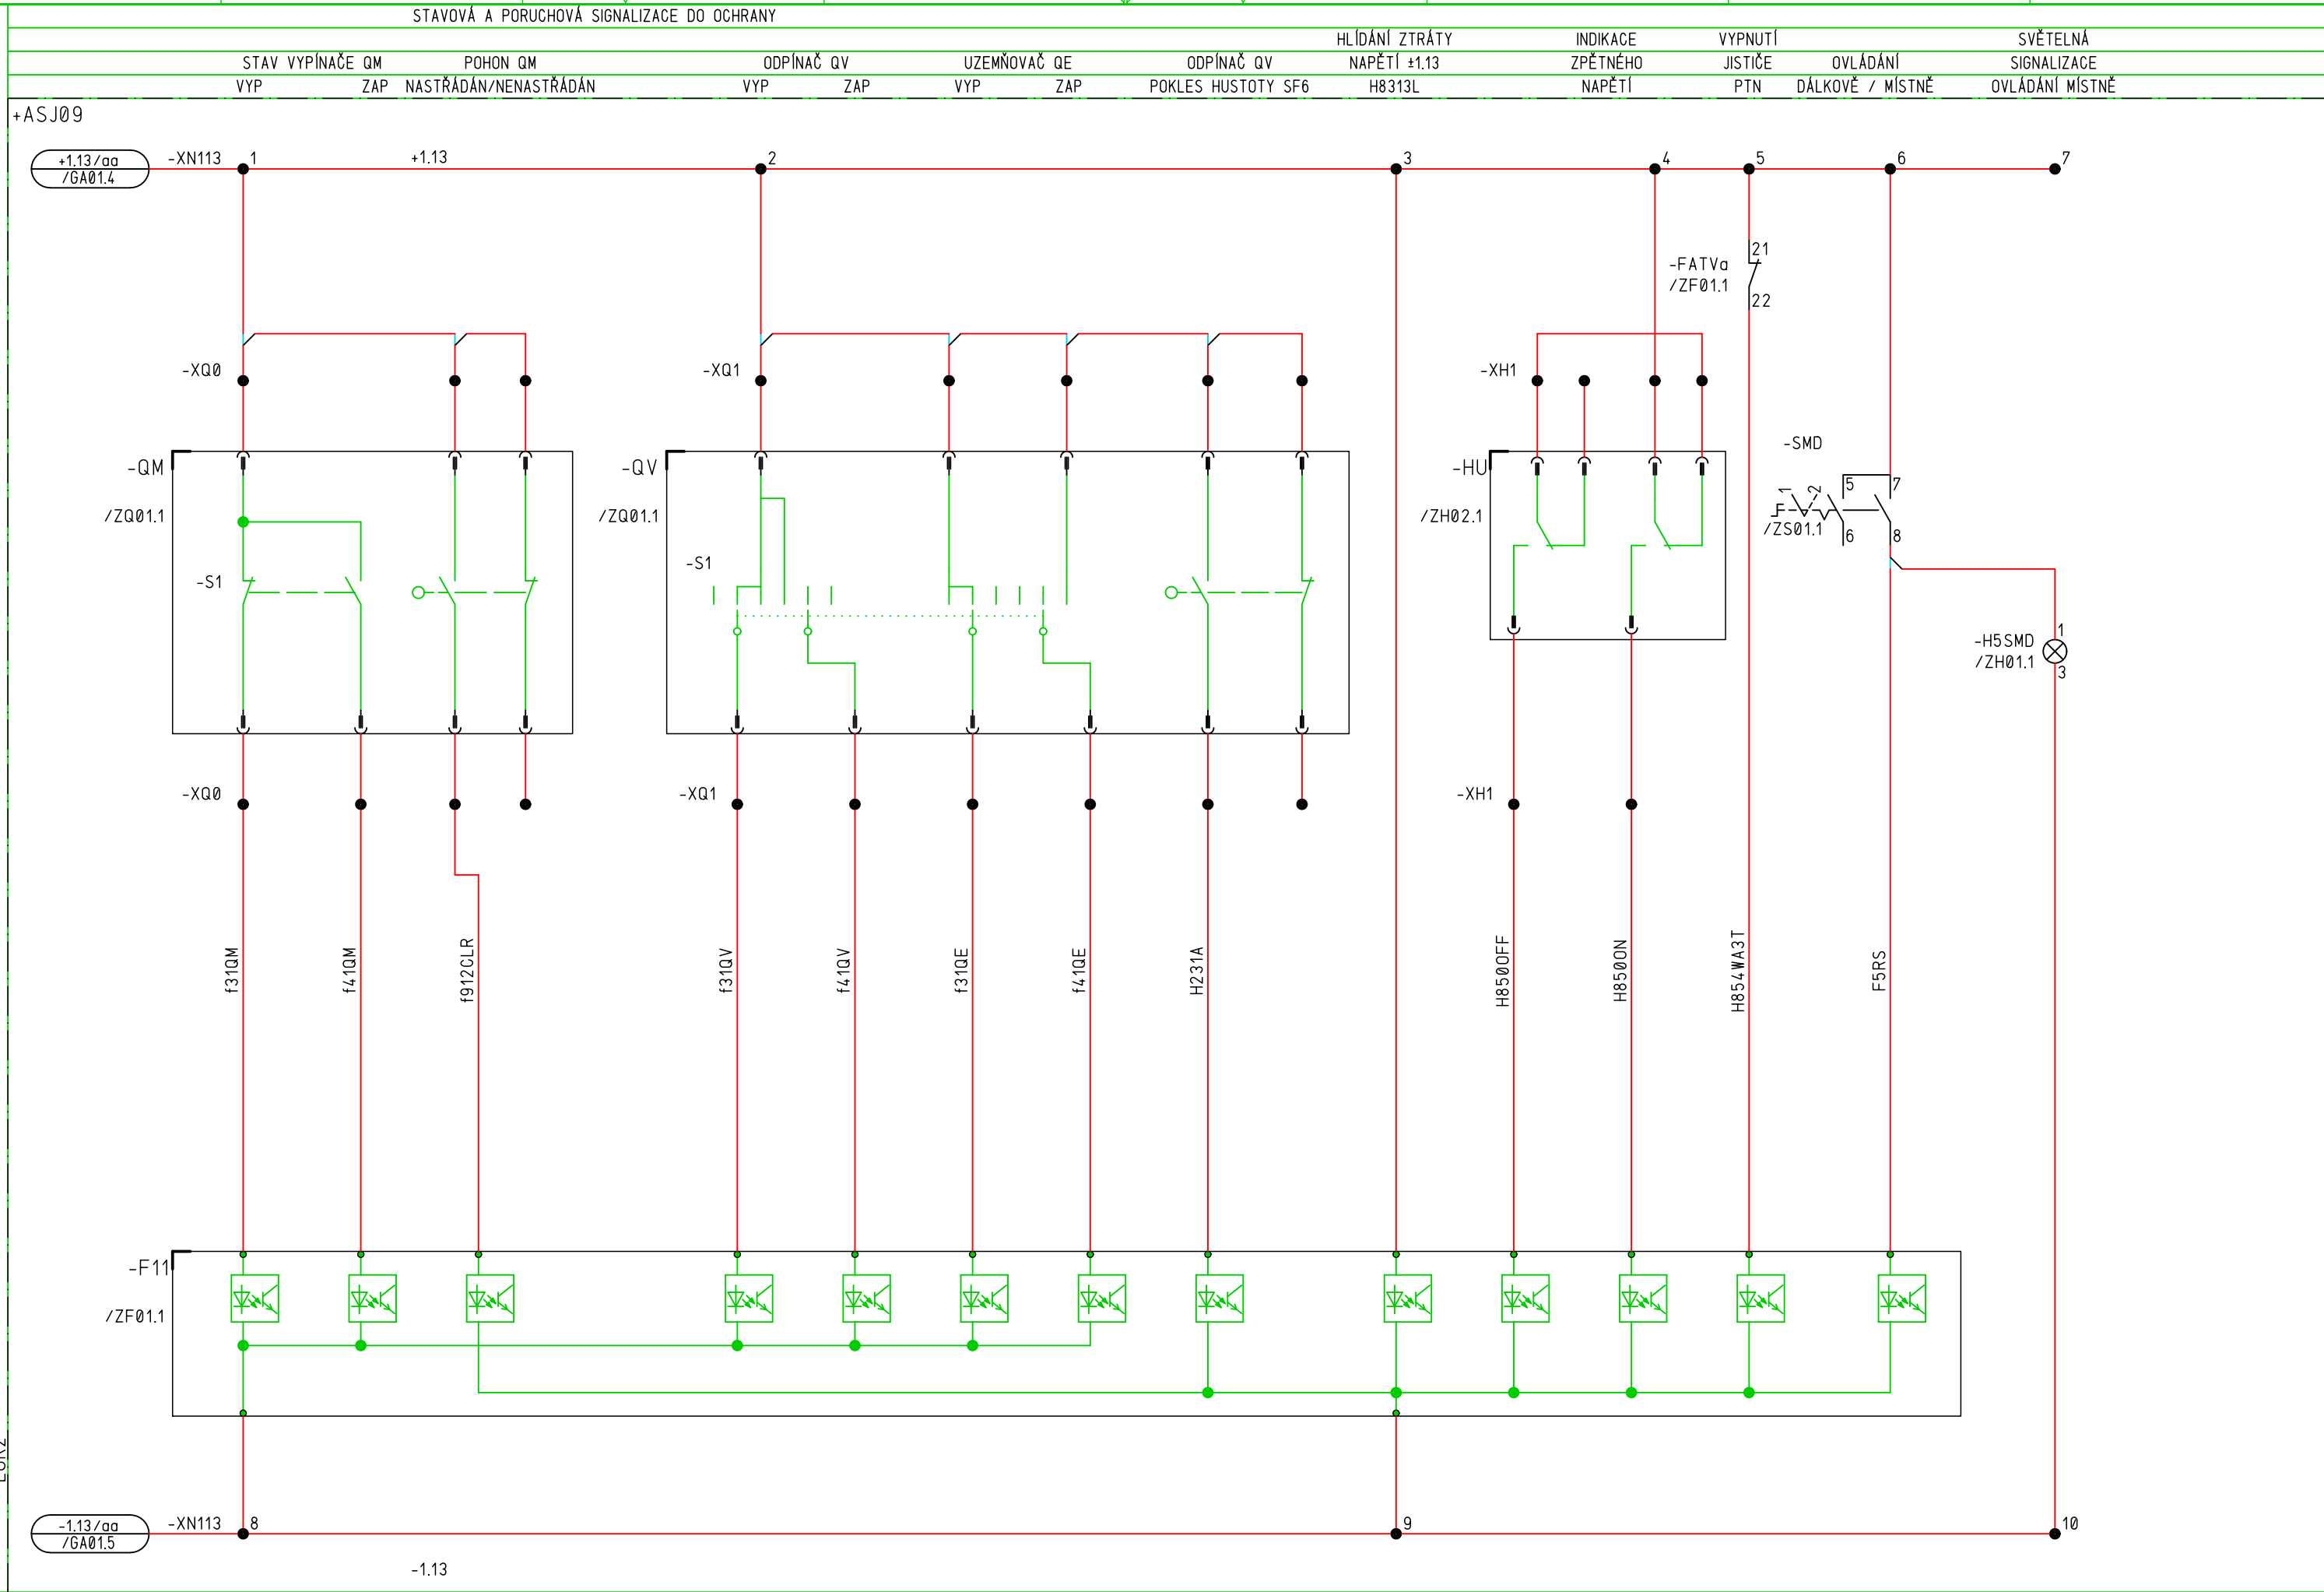 STAVOVÁ A PORUCHOVÁ SIGNALIZACE DO OCHRANY
HLÍDÁNÍ ZTRÁTY INDIKACE VYPNUTÍ SVĚTELNÁ
STAV VYPÍNAČE QM POHON QM ODPÍNAČ QV UZEMŇOVAČ QE ODPÍNAČ QV NAPĚTÍ ±1.13 ZPĚTNÉHO JISTIČE OVLÁDÁNÍ SIGNALIZACE
VYP ZAP NASTŘÁDÁN/NENASTŘÁDÁN VYP ZAP VYP ZAP POKLES HUSTOTY SF6 H8313L NAPĚTÍ PTN DÁLKOVĚ / MÍSTNĚ OVLÁDÁNÍ MÍSTNĚ
+ASJ09
+1.13/aa
/GA01.4
-XN113 1 +1.13 2 3 4 5 6 7
-FATVa
/ZF01.1
21
22
-XQ0 -XQ1 -XH1
-SMD
1 2 5 7
/ZS01.1 6 8
-QM -QV -HU
/ZQ01.1 /ZQ01.1 /ZH02.1
-S1 -S1
-H5SMD
/ZH01.1
1
3
-XQ0 -XQ1 -XH1
f31QM
f41QM
f912CLR
f31QV
f41QV
f31QE
f41QE
H231A
H850OFF
H850ON
H854WA3T
F5RS
-F11
/ZF01.1
-1.13/aa
/GA01.5
-XN113 8 9 10
-1.13